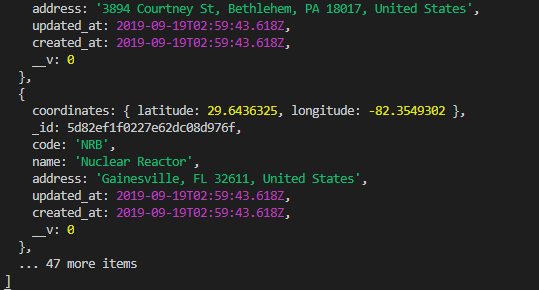 address: '3894 Courtney St, Bethlehem, PA 18017, United States',
updated_at: 2019-09-19T02:59:43.618Z,
created_at: 2019-09-19T02:59:43.618Z,
__v: 0
},
{
coordinates: { latitude: 29.6436325, longitude: -82.3549302 },
_id: 5d82ef1f0227e62dc08d976f,
code: 'NRB',
name: 'Nuclear Reactor',
address: 'Gainesville, FL 32611, United States',
updated_at: 2019-09-19T02:59:43.618Z,
created_at: 2019-09-19T02:59:43.618Z,
__v: 0
},
... 47 more items
]